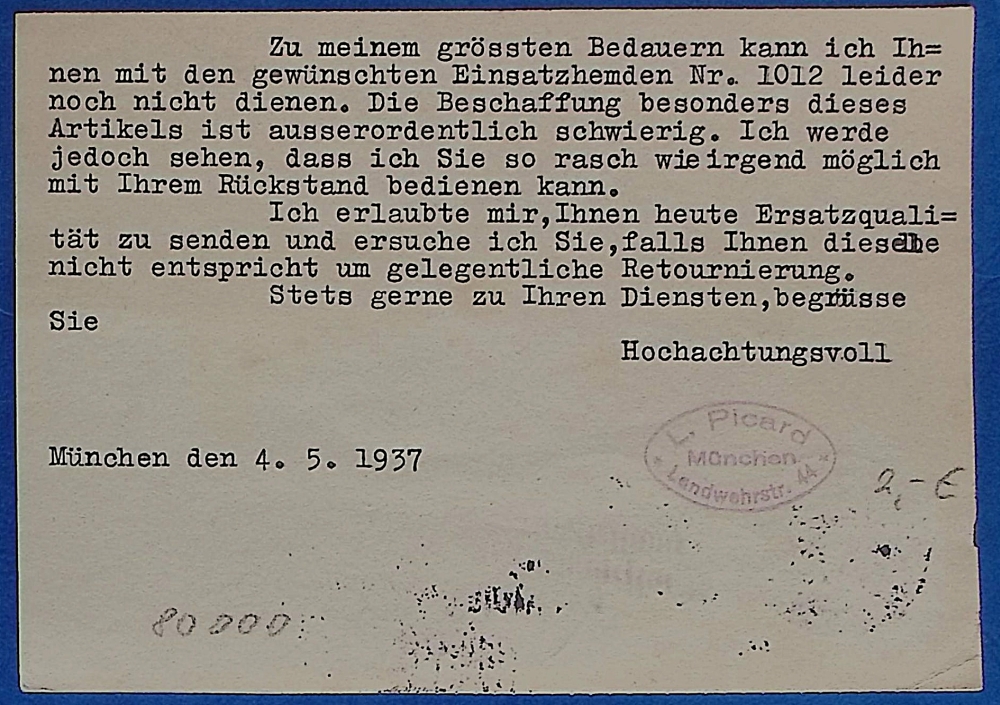 Zu meinem grössten Bedauern kann ich Ih=
nen mit den gewünschten Einsatzhemden Nr. 1012 leider
noch nicht dienen. Die Beschaffung besonders dieses
Artikels ist ausserordentlich schwierig. Ich werde
jedoch sehen, dass ich Sie so rasch wie irgend möglich
mit Ihrem Rückstand bedienen kann.
Ich erlaubte mir, Ihnen heute Ersatzquali=
tät zu senden und ersuche ich Sie, falls Ihnen dieselbe
nicht entspricht um gelegentliche Retournierung.
Stets gerne zu Ihren Diensten, begrüsse
Sie
Hochachtungsvoll
L. Picard
München
Landwehrstr. 44
München den 4. 5. 1937
2,- €
80 000